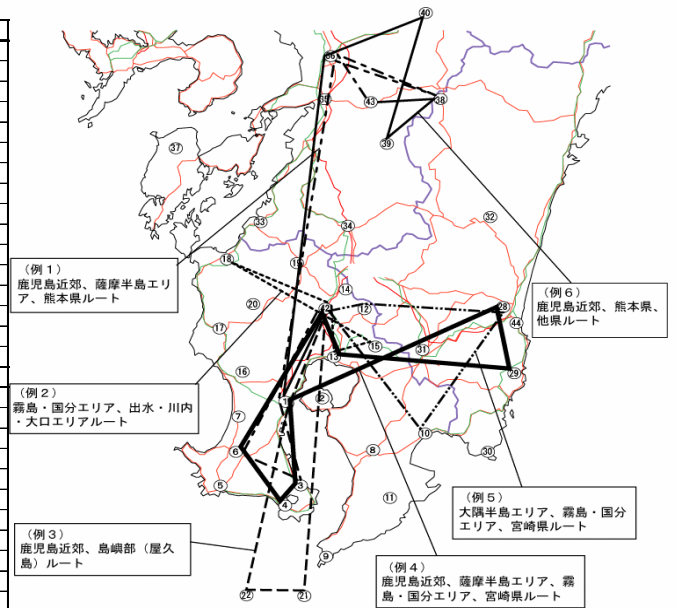 ㊵
㊱
㉟
㊸
㊳
㊴
㊲
㉝
㉞
㉜
⑱
⑲
（例１）
鹿児島近郊、薩摩半島エリ
ア、熊本県ルート
（例６）
鹿児島近郊、熊本県、
他県ルート
⑭
⑳
㊷
⑫
㉘
㊹
⑰
⑮
⑬
㉛
㉙
⑯
（例２）
霧島・国分エリア、出水・川内
・大口エリアルート
①
②
⑦
⑩
⑥
⑧
㉚
⑤
③
④
⑪
（例５）
大隅半島エリア、霧島・国分
エリア、宮崎県ルート
（例３）
鹿児島近郊、島嶼部（屋久
島）ルート
⑨
（例４）
鹿児島近郊、薩摩半島エリア、霧
島・国分エリア、宮崎県ルート
㉒
㉑